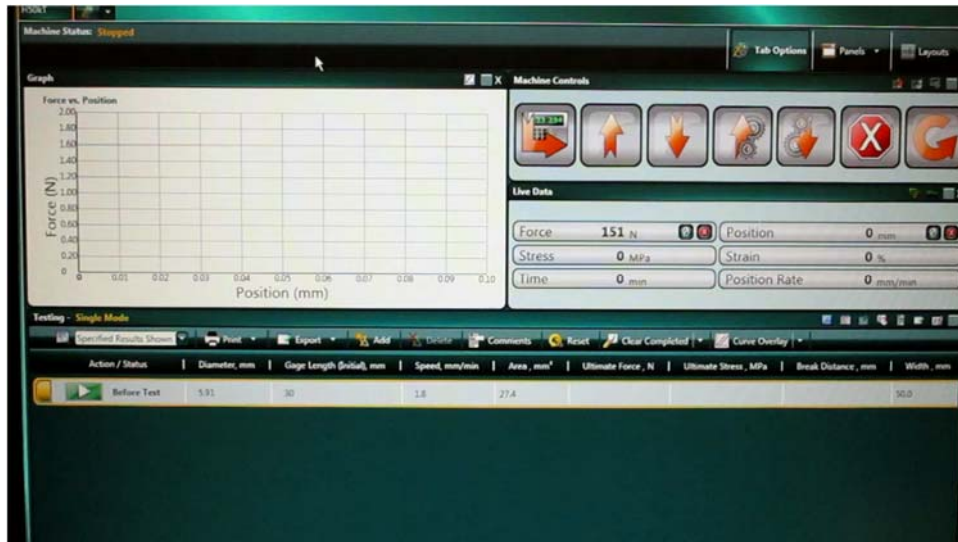 H50KT
Machine Status: Stopped
Tab Options Panels Layouts
Graph X Machine Controls
Force vs. Position
2.00
1.80
1.60
1.40
1.20
1.00
0.80
0.60
0.40
0.20
0
Force (N)
0 0.01 0.02 0.03 0.04 0.05 0.06 0.07 0.08 0.09 0.10
Position (mm)
Live Data
Force 151 N Position 0 mm
Stress 0 MPa Strain 0 %
Time 0 min Position Rate 0 mm/min
Testing - Single Mode
Specified Results Shown Print Export Add Delete Comments Reset Clear Completed Curve Overlay
Action / Status Diameter, mm Gage Length (Initial), mm Speed, mm/min Area, mm² Ultimate Force, N Ultimate Stress, MPa Break Distance, mm Width, mm
Before Test 5.91 30 1.8 27.4 50.0